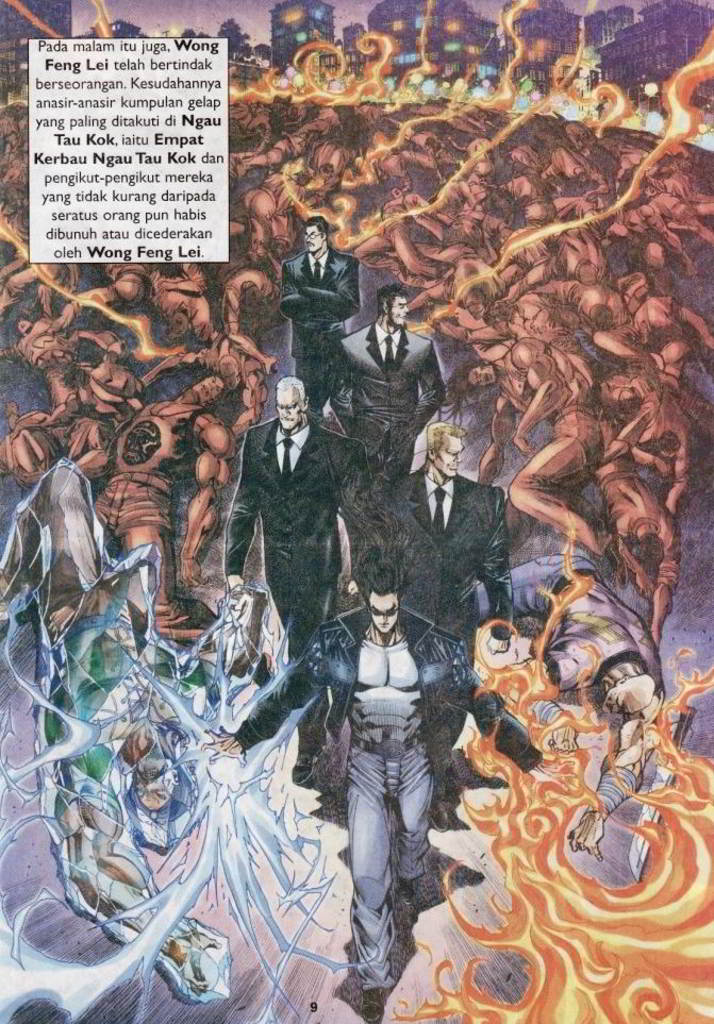 Pada malam itu juga, Wong
Feng Lei telah bertindak
berseorangan. Kesudahannya
anasir-anasir kumpulan gelap
yang paling ditakuti di Ngau
Tau Kok, iaitu Empat
Kerbau Ngau Tau Kok dan
pengikut-pengikut mereka
yang tidak kurang daripada
seratus orang pun habis
dibunuh atau dicederakan
oleh Wong Feng Lei.
9